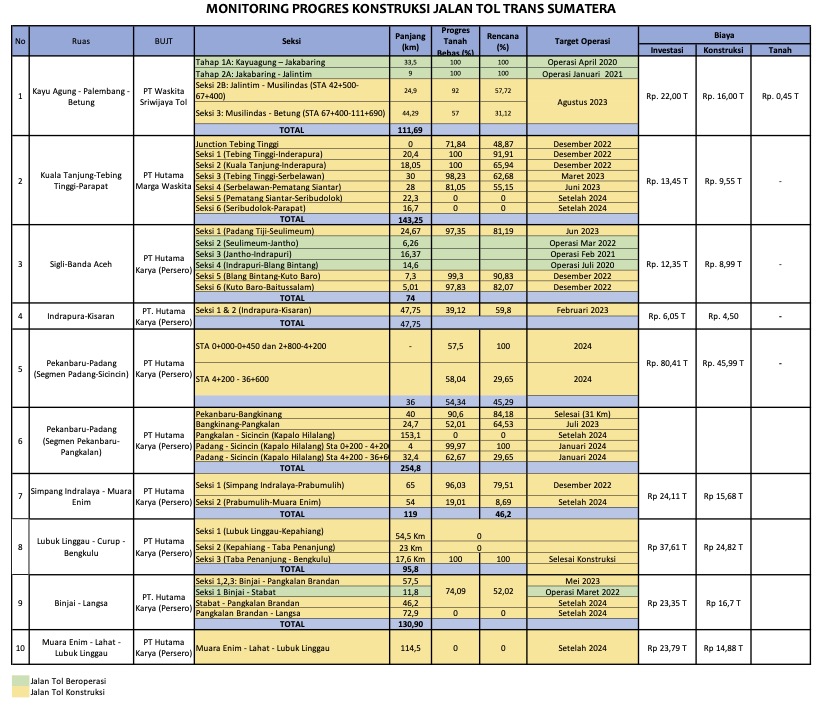 MONITORING PROGRES KONSTRUKSI JALAN TOL TRANS SUMATERA
No Ruas BUJT Seksi Panjang (km) Progres Tanah Bebas (%) Rencana (%) Target Operasi Biaya
Investasi Konstruksi Tanah
1 Kayu Agung - Palembang - Betung PT Waskita Sriwijaya Tol Rp. 22,00 T Rp. 16,00 T Rp. 0,45 T
Tahap 1A: Kayuagung – Jakabaring 33,5 100 100 Operasi April 2020
Tahap 2A: Jakabaring - Jalintim 9 100 100 Operasi Januari 2021
Seksi 2B: Jalintim - Musilindas (STA 42+500-67+400) 24,9 92 57,72 Agustus 2023
Seksi 3: Musilindas - Betung (STA 67+400-111+690) 44,29 57 31,12
TOTAL 111,69
2 Kuala Tanjung-Tebing Tinggi-Parapat PT Hutama Marga Waskita Rp. 13,45 T Rp. 9,55 T -
Junction Tebing Tinggi 0 71,84 48,87 Desember 2022
Seksi 1 (Tebing Tinggi-Inderapura) 20,4 100 91,91 Desember 2022
Seksi 2 (Kuala Tanjung-Inderapura) 18,05 100 65,94 Desember 2022
Seksi 3 (Tebing Tinggi-Serbelawan) 30 98,23 62,68 Maret 2023
Seksi 4 (Serbelawan-Pematang Siantar) 28 81,05 55,15 Juni 2023
Seksi 5 (Pematang Siantar-Seribudolok) 22,3 0 0 Setelah 2024
Seksi 6 (Seribudolok-Parapat) 16,7 0 0 Setelah 2024
TOTAL 143,25
3 Sigli-Banda Aceh PT Hutama Karya (Persero) Rp. 12,35 T Rp. 8,99 T -
Seksi 1 (Padang Tiji-Seulimeum) 24,67 97,35 81,19 Jun 2023
Seksi 2 (Seulimeum-Jantho) 6,26 Operasi Mar 2022
Seksi 3 (Jantho-Indrapuri) 16,37 Operasi Feb 2021
Seksi 4 (Indrapuri-Blang Bintang) 14,6 Operasi Juli 2020
Seksi 5 (Blang Bintang-Kuto Baro) 7,3 99,3 90,83 Desember 2022
Seksi 6 (Kuto Baro-Baitussalam) 5,01 97,83 82,07 Desember 2022
TOTAL 74
4 Indrapura-Kisaran PT. Hutama Karya (Persero) Rp. 6,05 T Rp. 4,50 -
Seksi 1 & 2 (Indrapura-Kisaran) 47,75 39,12 59,8 Februari 2023
TOTAL 47,75
5 Pekanbaru-Padang (Segmen Padang-Sicincin) PT Hutama Karya (Persero) Rp. 80,41 T Rp. 45,99 T -
STA 0+000-0+450 dan 2+800-4+200 - 57,5 100 2024
STA 4+200 - 36+600 58,04 29,65 2024
36 54,34 45,29
6 Pekanbaru-Padang (Segmen Pekanbaru-Pangkalan) PT Hutama Karya (Persero)
Pekanbaru-Bangkinang 40 90,6 84,18 Selesai (31 Km)
Bangkinang-Pangkalan 24,7 52,01 64,53 Juli 2023
Pangkalan - Sicincin (Kapalo Hilalang) 153,1 0 0 Setelah 2024
Padang - Sicincin (Kapalo Hilalang) Sta 0+200 - 4+200 4 99,97 100 Januari 2024
Padang - Sicincin (Kapalo Hilalang) Sta 4+200 - 36+6 32,4 62,67 29,65 Januari 2024
TOTAL 254,8
7 Simpang Indralaya - Muara Enim PT Hutama Karya (Persero) Rp 24,11 T Rp 15,68 T
Seksi 1 (Simpang Indralaya-Prabumulih) 65 96,03 79,51 Desember 2022
Seksi 2 (Prabumulih-Muara Enim) 54 19,01 8,69 Setelah 2024
TOTAL 119 46,2
8 Lubuk Linggau - Curup - Bengkulu PT Hutama Karya (Persero) Rp 37,61 T Rp 24,82 T
Seksi 1 (Lubuk Linggau-Kepahiang) 54,5 Km 0
Seksi 2 (Kepahiang - Taba Penanjung) 23 Km 0
Seksi 3 (Taba Penanjung - Bengkulu) 17,6 Km 100 100 Selesai Konstruksi
TOTAL 95,8
9 Binjai - Langsa PT. Hutama Karya (Persero) Rp 23,35 T Rp 16,7 T
Seksi 1,2,3: Binjai - Pangkalan Brandan 57,5 74,09 52,02 Mei 2023
Seksi 1 Binjai - Stabat 11,8 Operasi Maret 2022
Stabat - Pangkalan Brandan 46,2 Setelah 2024
Pangkalan Brandan - Langsa 72,9 0 0 Setelah 2024
TOTAL 130,90
10 Muara Enim - Lahat - Lubuk Linggau PT Hutama Karya (Persero) Muara Enim - Lahat - Lubuk Linggau 114,5 0 0 Setelah 2024 Rp 23,79 T Rp 14,88 T
Jalan Tol Beroperasi
Jalan Tol Konstruksi